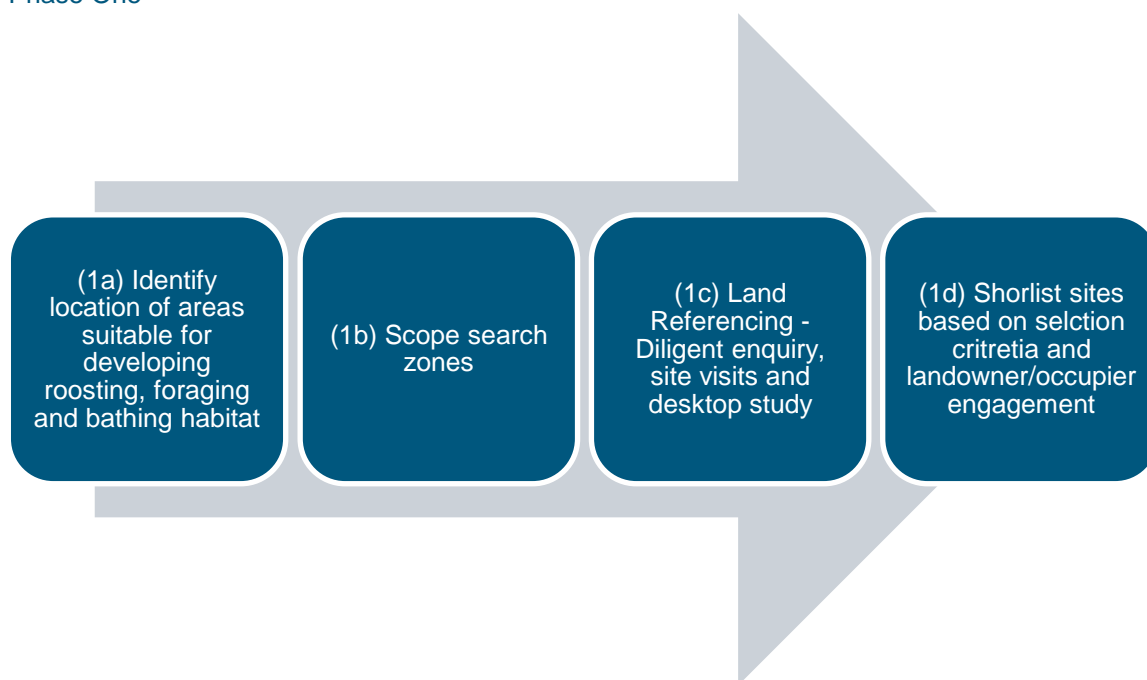 Phase One
(1a) Identify
location of areas
suitable for
developing
roosting, foraging
and bathing habitat
(1b) Scope search
zones
(1c) Land
Referencing -
Diligent enquiry,
site visits and
desktop study
(1d) Shorlist sites
based on selction
critretia and
landowner/occupier
engagement